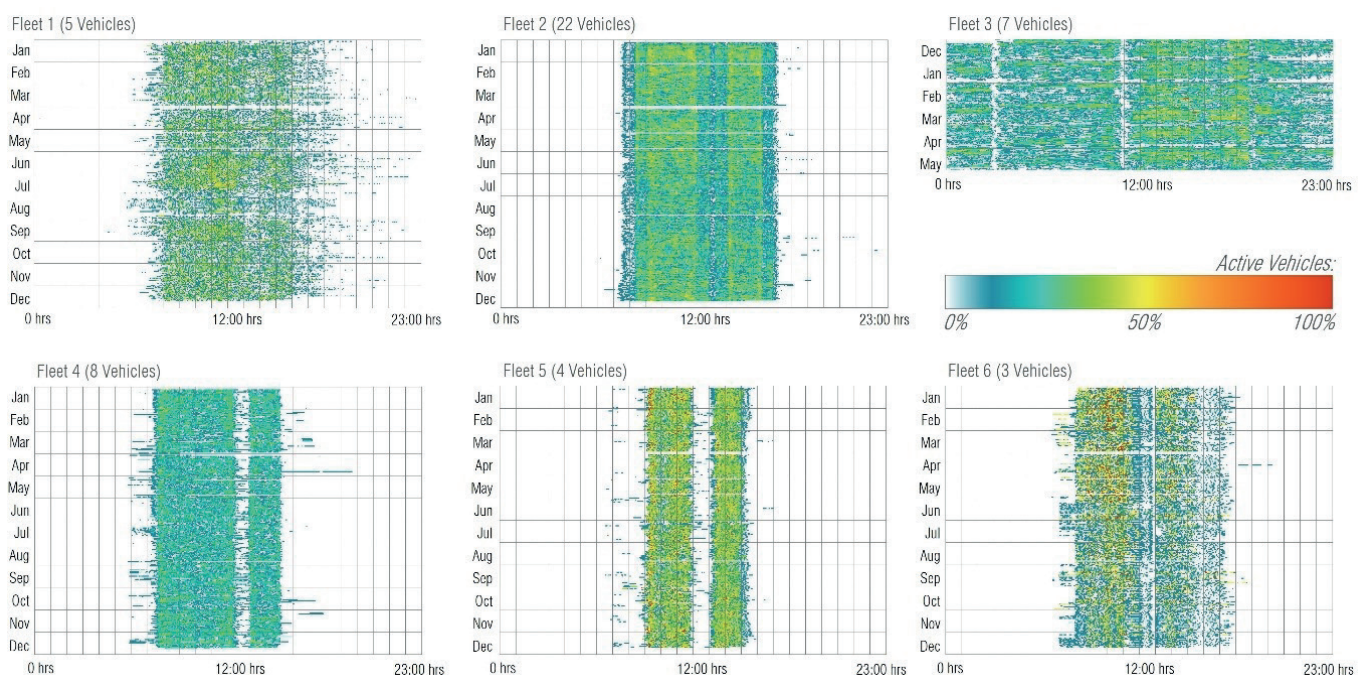 Fleet 1 (5 Vehicles)
Jan
Feb
Mar
Apr
May
Jun
Jul
Aug
Sep
Oct
Nov
Dec
0 hrs 12:00 hrs 23:00 hrs
Fleet 2 (22 Vehicles)
Jan
Feb
Mar
Apr
May
Jun
Jul
Aug
Sep
Oct
Nov
Dec
0 hrs 12:00 hrs 23:00 hrs
Fleet 3 (7 Vehicles)
Dec
Jan
Feb
Mar
Apr
May
0 hrs 12:00 hrs 23:00 hrs
Active Vehicles:
0% 50% 100%
Fleet 4 (8 Vehicles)
Jan
Feb
Mar
Apr
May
Jun
Jul
Aug
Sep
Oct
Nov
Dec
0 hrs 12:00 hrs 23:00 hrs
Fleet 5 (4 Vehicles)
Jan
Feb
Mar
Apr
May
Jun
Jul
Aug
Sep
Oct
Nov
Dec
0 hrs 12:00 hrs 23:00 hrs
Fleet 6 (3 Vehicles)
Jan
Feb
Mar
Apr
May
Jun
Jul
Aug
Sep
Oct
Nov
Dec
0 hrs 12:00 hrs 23:00 hrs